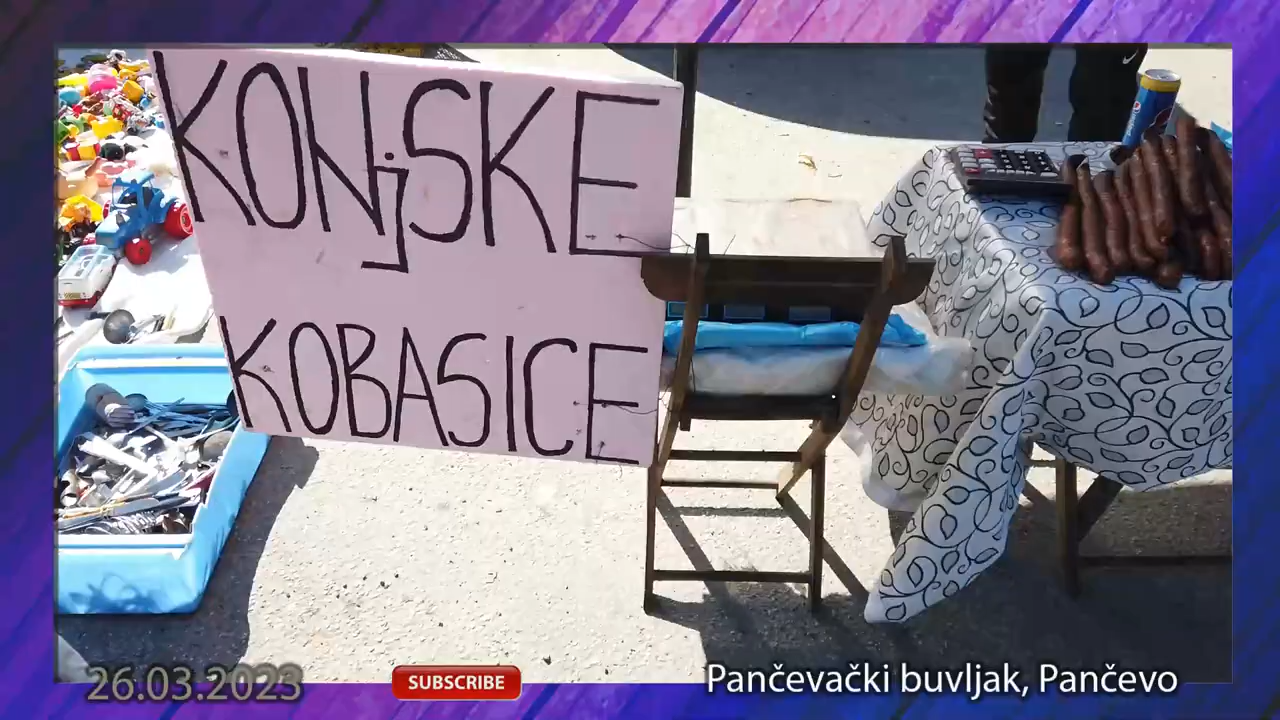 KONjSKE
KOBASICE
26.03.2023
SUBSCRIBE
Pančevački buvljak, Pančevo